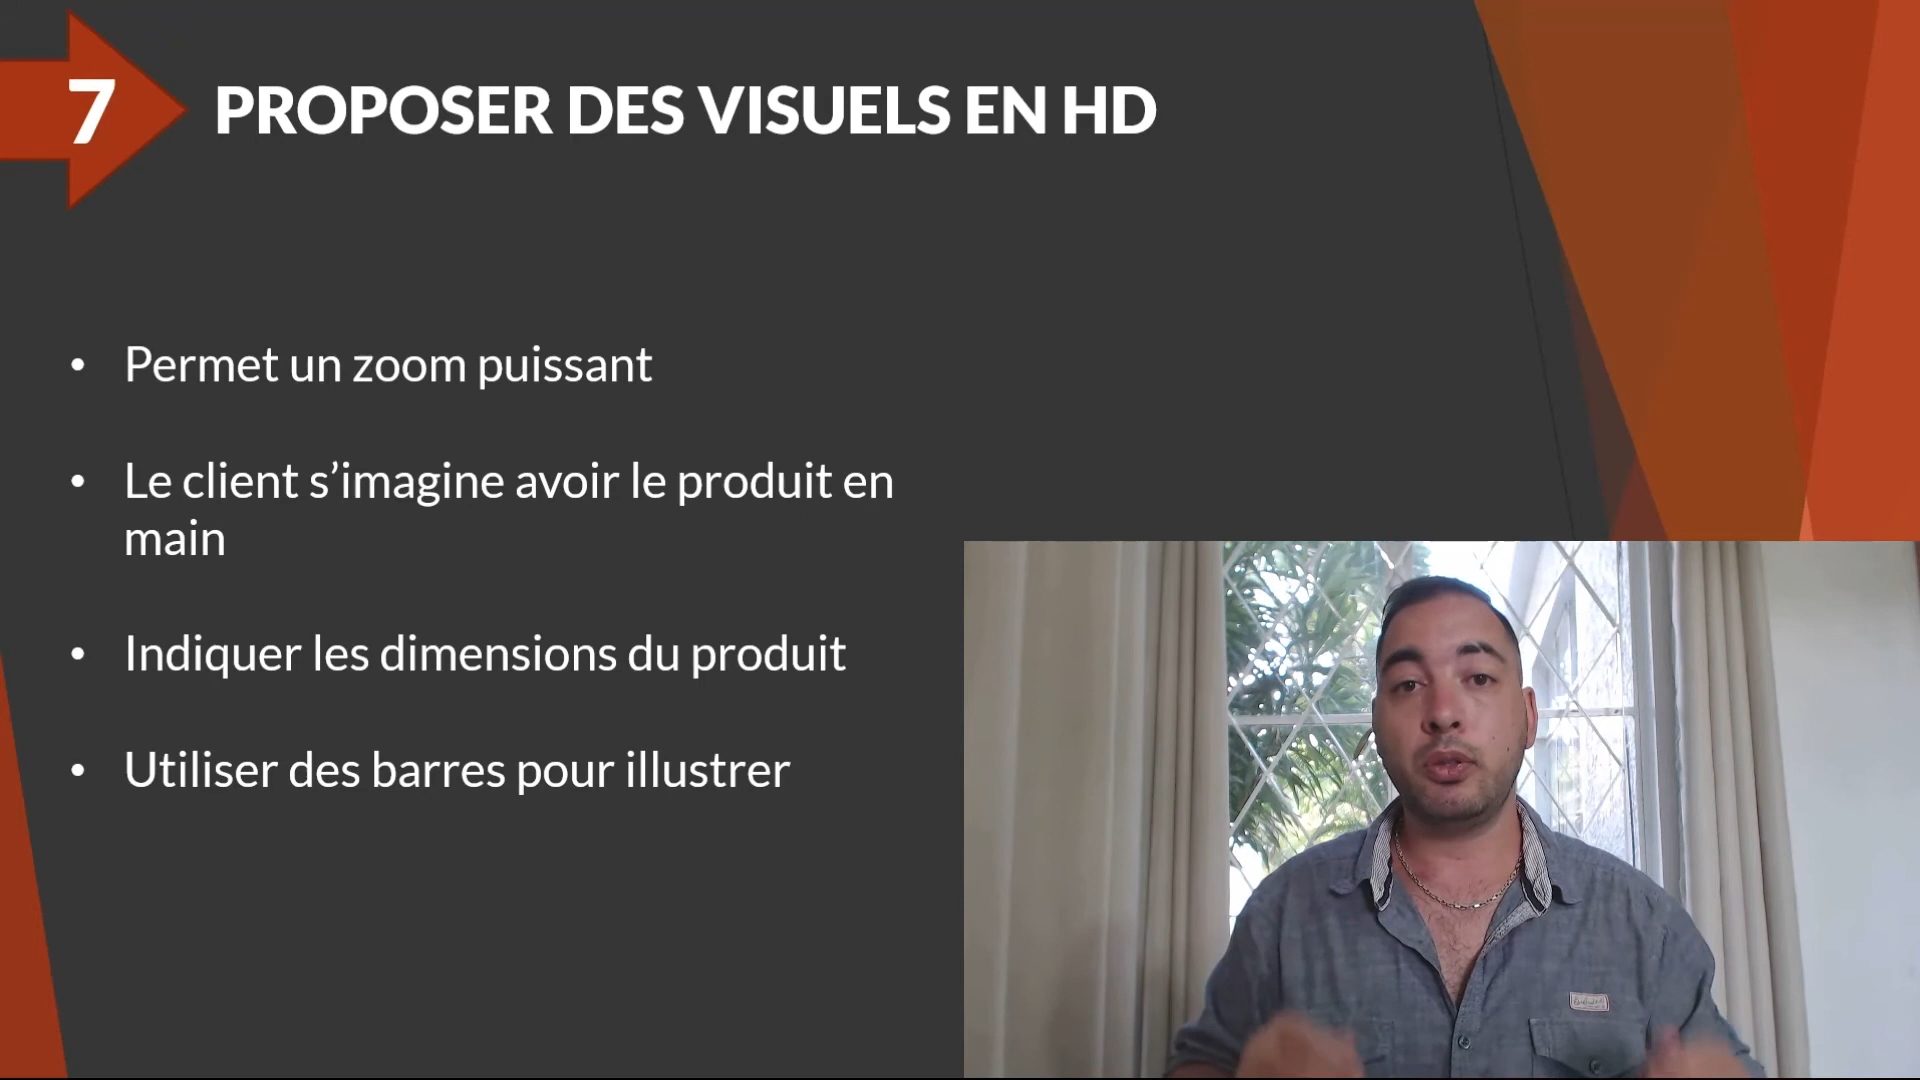 7
PROPOSER DES VISUELS EN HD
• Permet un zoom puissant
• Le client s’imagine avoir le produit en
main
• Indiquer les dimensions du produit
• Utiliser des barres pour illustrer